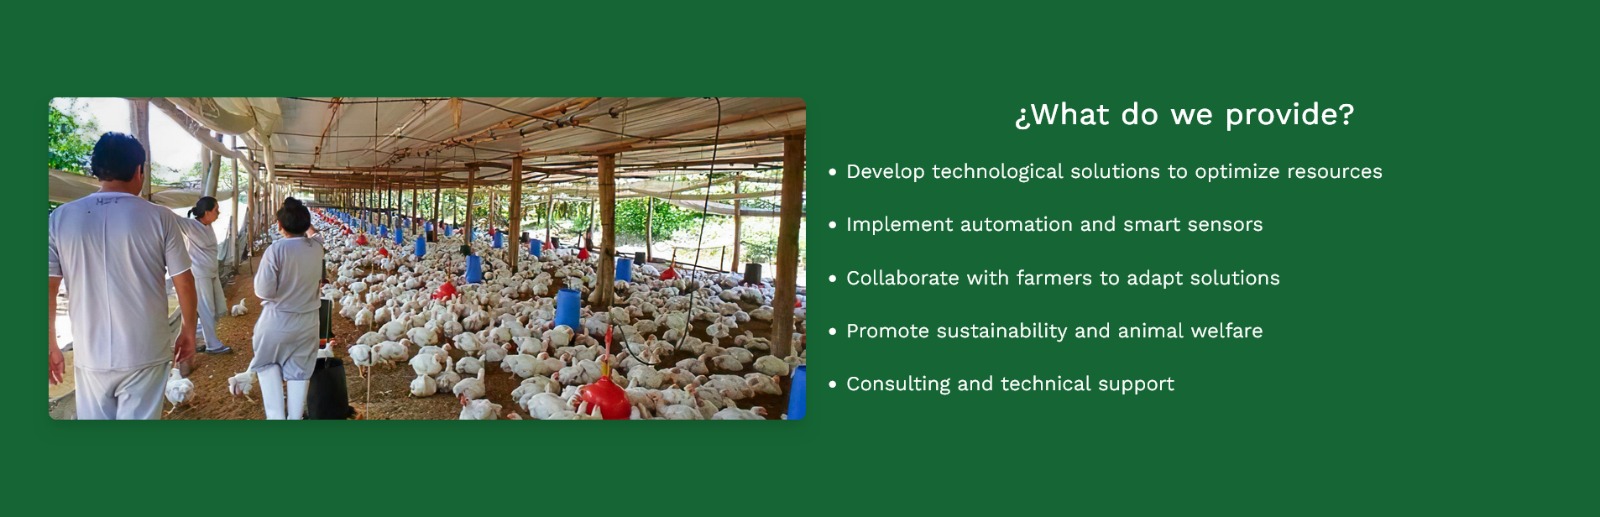 ¿What do we provide?
• Develop technological solutions to optimize resources
• Implement automation and smart sensors
• Collaborate with farmers to adapt solutions
• Promote sustainability and animal welfare
• Consulting and technical support